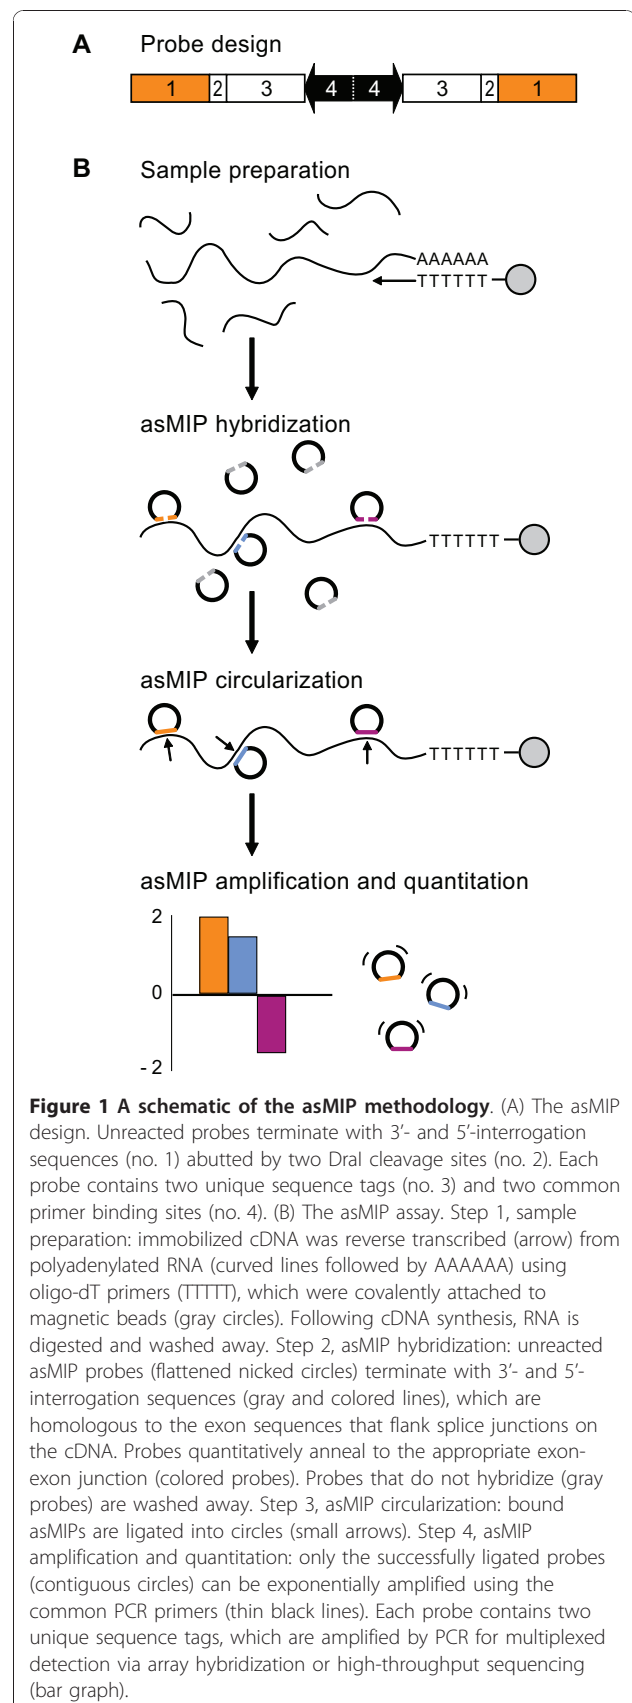 A Probe design
1 2 3 4 4 3 2 1
B Sample preparation
AAAAAA
TTTTTT
asMIP hybridization
TTTTTT
asMIP circularization
TTTTTT
asMIP amplification and quantitation
2
0
- 2
Figure 1 A schematic of the asMIP methodology. (A) The asMIP
design. Unreacted probes terminate with 3’- and 5’-interrogation
sequences (no. 1) abutted by two DraI cleavage sites (no. 2). Each
probe contains two unique sequence tags (no. 3) and two common
primer binding sites (no. 4). (B) The asMIP assay. Step 1, sample
preparation: immobilized cDNA was reverse transcribed (arrow) from
polyadenylated RNA (curved lines followed by AAAAAA) using
oligo-dT primers (TTTTT), which were covalently attached to
magnetic beads (gray circles). Following cDNA synthesis, RNA is
digested and washed away. Step 2, asMIP hybridization: unreacted
asMIP probes (flattened nicked circles) terminate with 3’- and 5’-
interrogation sequences (gray and colored lines), which are
homologous to the exon sequences that flank splice junctions on
the cDNA. Probes quantitatively anneal to the appropriate exon-
exon junction (colored probes). Probes that do not hybridize (gray
probes) are washed away. Step 3, asMIP circularization: bound
asMIPs are ligated into circles (small arrows). Step 4, asMIP
amplification and quantitation: only the successfully ligated probes
(contiguous circles) can be exponentially amplified using the
common PCR primers (thin black lines). Each probe contains two
unique sequence tags, which are amplified by PCR for multiplexed
detection via array hybridization or high-throughput sequencing
(bar graph).